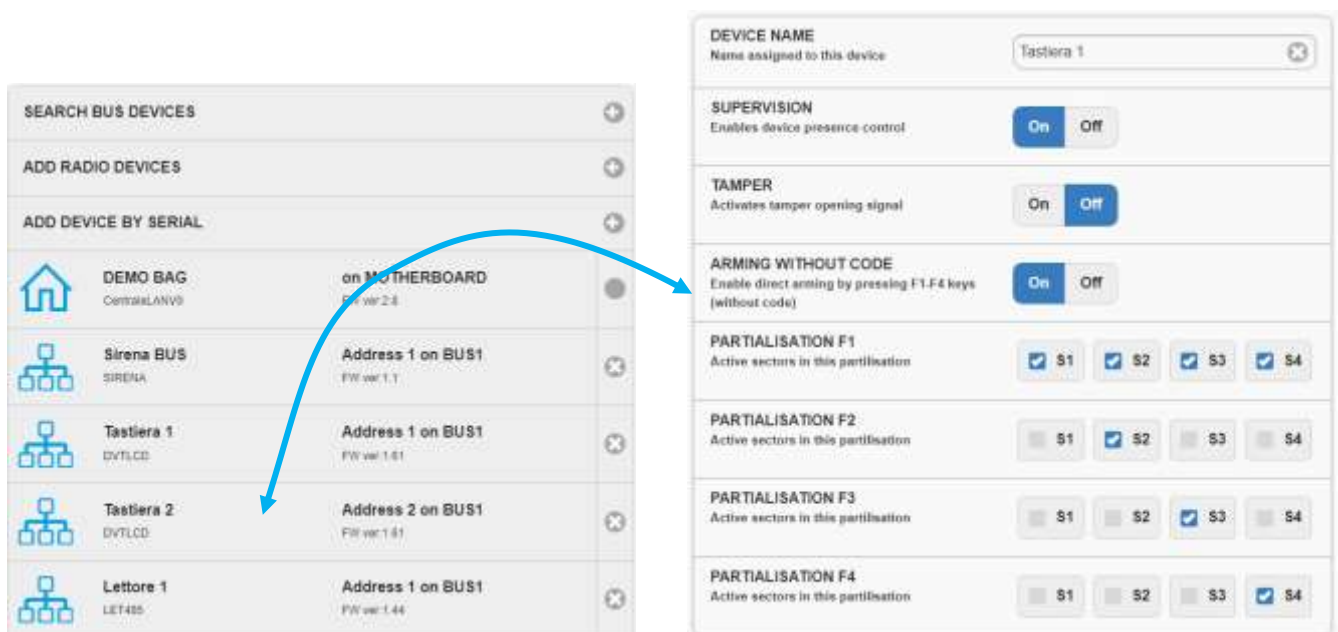 SEARCH BUS DEVICES
ADD RADIO DEVICES
ADD DEVICE BY SERIAL
DEMO BAG on MOTHERBOARD
CentraleLANV0 FW ver 2.8
Sirena BUS Address 1 on BUS1
SIRENA FW ver 1.1
Tastiera 1 Address 1 on BUS1
DVTLCD FW ver 1.61
Tastiera 2 Address 2 on BUS1
DVTLCD FW ver 1.61
Lettore 1 Address 1 on BUS1
LET485 FW ver 1.44
DEVICE NAME
Name assigned to this device
Tastiera 1
SUPERVISION
Enables device presence control
On Off
TAMPER
Activates tamper opening signal
On Off
ARMING WITHOUT CODE
Enable direct arming by pressing F1-F4 keys
(without code)
On Off
PARTIALISATION F1
Active sectors in this partilisation
S1 S2 S3 S4
PARTIALISATION F2
Active sectors in this partilisation
S1 S2 S3 S4
PARTIALISATION F3
Active sectors in this partilisation
S1 S2 S3 S4
PARTIALISATION F4
Active sectors in this partilisation
S1 S2 S3 S4